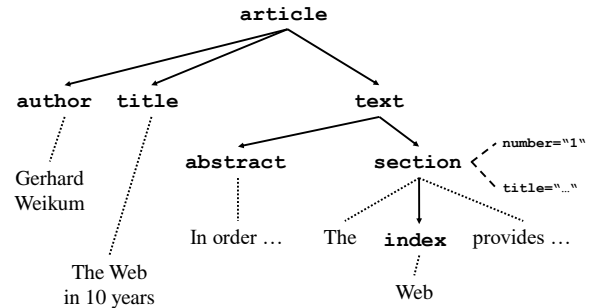 article
author title text
abstract section
number="1"
title="…"
Gerhard
Weikum
In order … The index provides …
The Web
in 10 years
Web